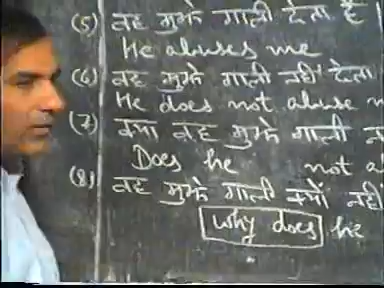 (5) वह मुझे गाली देता है ।
He abuses me
(6) वह मुझे गाली नहीं देता
He does not abuse
(7) क्या वह मुझे गाली
Does he not
(8) वह मुझे गाली क्यों नहीं
why does he